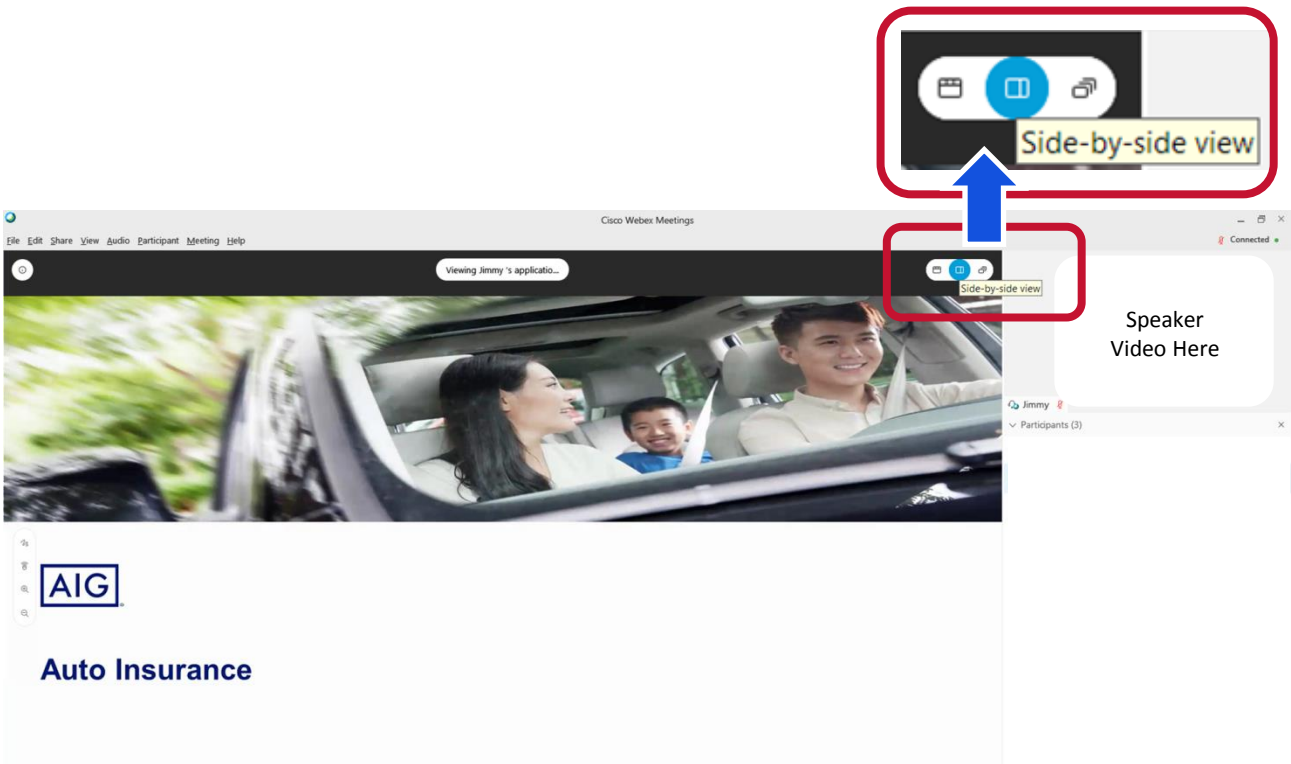 Side-by-side view
Cisco Webex Meetings
File Edit Share View Audio Participant Meeting Help
Connected
Viewing Jimmy 's applicatio...
Side-by-side view
Speaker
Video Here
Jimmy
Participants (3)
AIG
Auto Insurance